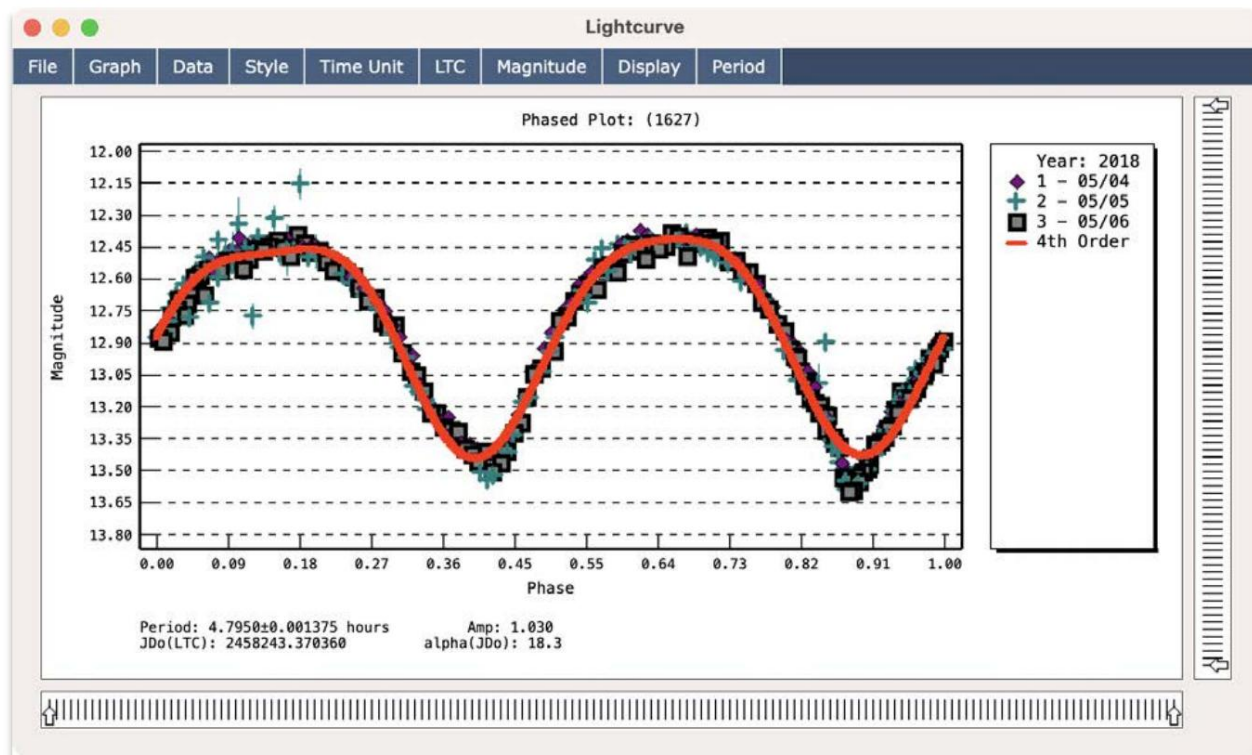 Lightcurve
File Graph Data Style Time Unit LTC Magnitude Display Period
Phased Plot: (1627)
12.00
12.15
12.30
12.45
12.60
12.75
12.90
13.05
13.20
13.35
13.50
13.65
13.80
Magnitude
0.00 0.09 0.18 0.27 0.36 0.45 0.55 0.64 0.73 0.82 0.91 1.00
Phase
Year: 2018
1 - 05/04
2 - 05/05
3 - 05/06
4th Order
Period: 4.7950±0.001375 hours Amp: 1.030
JDo(LTC): 2458243.370360 alpha(JDo): 18.3